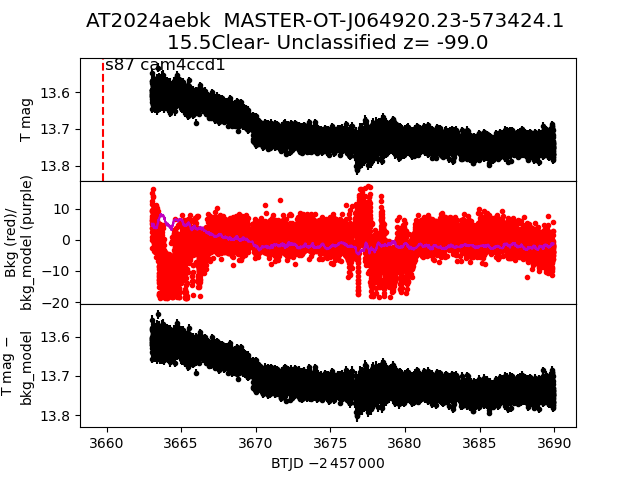 AT2024aebk  MASTER-OT-J064920.23-573424.1
15.5Clear- Unclassified z= -99.0
s87 cam4ccd1
T mag
13.6
13.7
13.8
Bkg (red)/
bkg_model (purple)
10
0
−10
−20
T mag −
bkg_model
13.6
13.7
13.8
3660
3665
3670
3675
3680
3685
3690
BTJD −2 457 000